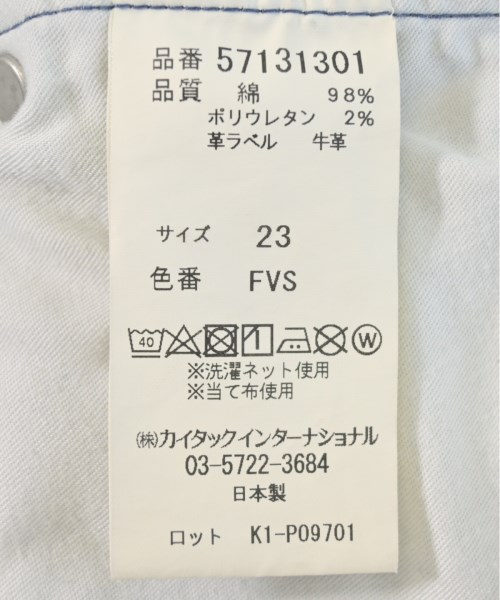 品番 57131301
品質 綿 98%
ポリウレタン 2%
革ラベル 牛革
サイズ 23
色番 FVS
40 W
※洗濯ネット使用
※当て布使用
㈱カイタックインターナショナル
03-5722-3684
日本製
ロット K1-P09701